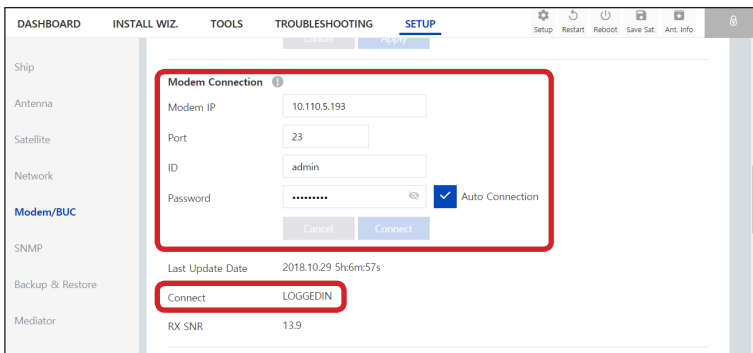 DASHBOARD INSTALL WIZ. TOOLS TROUBLESHOOTING SETUP
Setup Restart Reboot Save Sat. Ant. Info
Cancel Apply
Ship
Antenna
Satellite
Network
Modem/BUC
SNMP
Backup & Restore
Mediator
Modem Connection
Modem IP 10.110.5.193
Port 23
ID admin
Password ••••••••• Auto Connection
Cancel Connect
Last Update Date 2018.10.29 5h:6m:57s
Connect LOGGEDIN
RX SNR 13.9